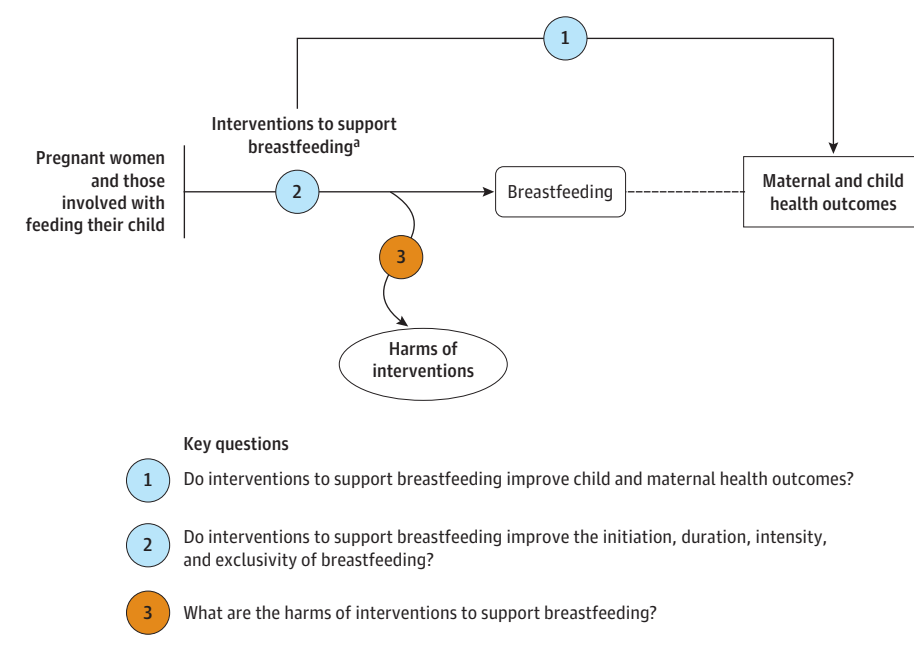 1
Interventions to support
breastfeedingᵃ
Pregnant women
and those
involved with
feeding their child
2
Breastfeeding
Maternal and child
health outcomes
3
Harms of
interventions
Key questions
1 Do interventions to support breastfeeding improve child and maternal health outcomes?
2 Do interventions to support breastfeeding improve the initiation, duration, intensity,
and exclusivity of breastfeeding?
3 What are the harms of interventions to support breastfeeding?